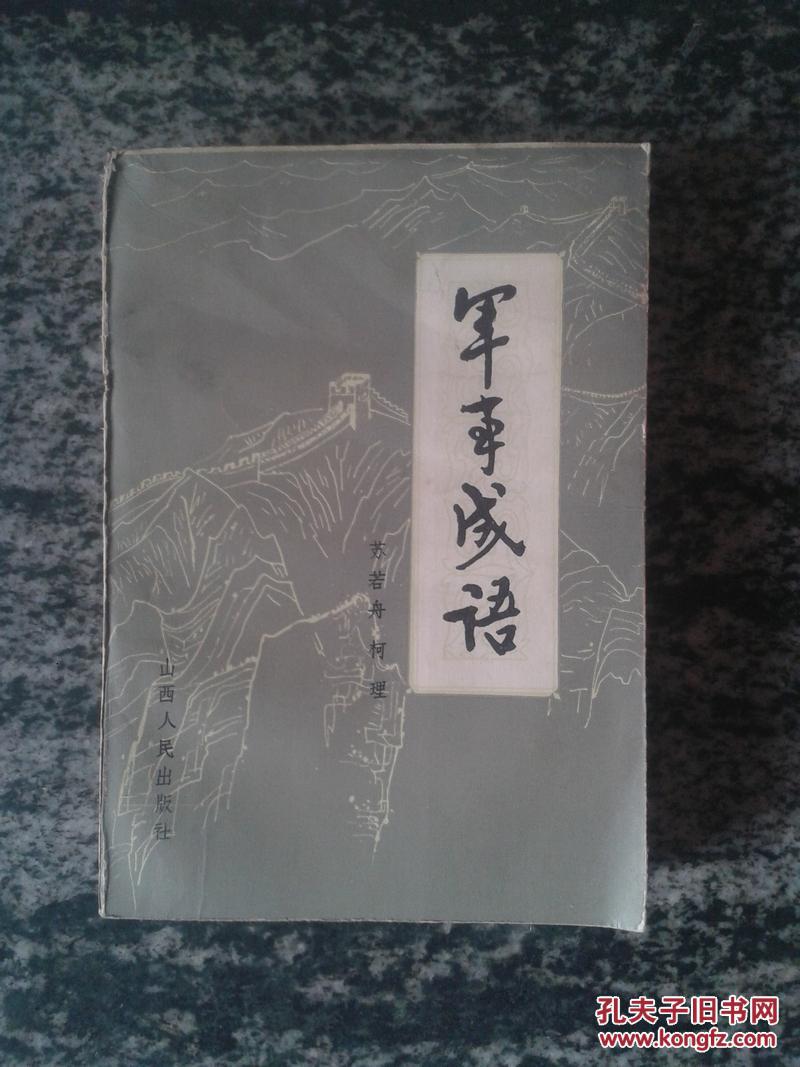 军事成语
苏若舟 柯理
山西人民出版社
孔夫子旧书网
www.kongfz.com